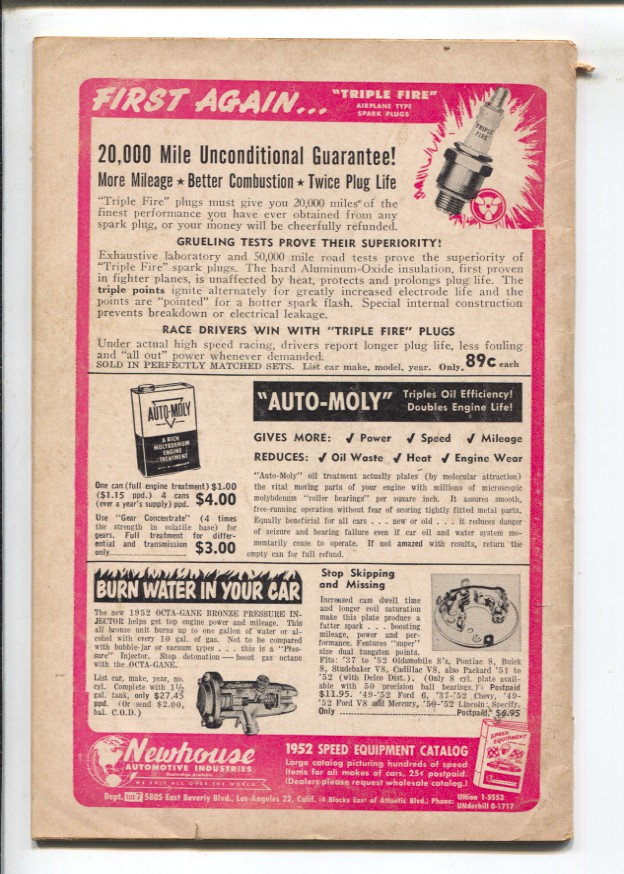 FIRST AGAIN...
"TRIPLE FIRE"
AIRPLANE TYPE
SPARK PLUGS
TRIPLE
FIRE
20,000 Mile Unconditional Guarantee!
More Mileage ★ Better Combustion ★ Twice Plug Life
"Triple Fire" plugs must give you 20,000 miles of the
finest performance you have ever obtained from any
spark plug, or your money will be cheerfully refunded.
GRUELING TESTS PROVE THEIR SUPERIORITY!
Exhaustive laboratory and 50,000 mile road tests prove the superiority of
"Triple Fire" spark plugs. The hard Aluminum-Oxide insulation, first proven
in fighter planes, is unaffected by heat, protects and prolongs plug life. The
triple points ignite alternately for greatly increased electrode life and the
points are "pointed" for a hotter spark flash. Special internal construction
prevents breakdown or electrical leakage.
RACE DRIVERS WIN WITH "TRIPLE FIRE" PLUGS
Under actual high speed racing, drivers report longer plug life, less fouling
and "all out" power whenever demanded.
SOLD IN PERFECTLY MATCHED SETS. List car make, model, year. Only, 89c each
AUTO-MOLY
A RICH
MOLYBDENUM
ENGINE
TREATMENT
One can (full engine treatment) $1.00
($1.15 ppd.) 4 cans
(over a year's supply) ppd. $4.00
Use "Gear Concentrate" (4 times
the strength in volatile base) for
gears. Full treatment for differ-
ential and transmission
only $3.00
"AUTO-MOLY" Triples Oil Efficiency!
Doubles Engine Life!
GIVES MORE: ✓ Power ✓ Speed ✓ Mileage
REDUCES: ✓ Oil Waste ✓ Heat ✓ Engine Wear
"Auto-Moly" oil treatment actually plates (by molecular attraction)
the vital moving parts of your engine with millions of microscopic
molybdenum "roller bearings" per square inch. It assures smooth,
free-running operation without fear of scoring tightly fitted metal parts.
Equally beneficial for all cars . . . new or old . . . it reduces danger
of seizure and bearing failure even if car oil and water system mo-
mentarily cease to operate. If not amazed with results, return the
empty can for full refund.
BURN WATER IN YOUR CAR
The new 1952 OCTA-GANE BRONZE PRESSURE IN-
JECTOR helps get top engine power and mileage. This
all bronze unit burns up to one gallon of water or al-
cohol with every 10 gal. of gas. Not to be compared
with bubble-jar or vacuum types . . . this is a "Pres-
sure" Injector. Stop detonation — boost gas octane
with the OCTA-GANE.
List car, make, year, no.
cyl. Complete with 1½
gal. tank, only $27.45
ppd. (Or send $2.00,
bal. C.O.D.)
Stop Skipping
and Missing
Increased cam dwell time
and longer coil saturation
make this plate produce a
fatter spark . . . boosting
mileage, power and per-
formance. Features "super"
size dual tungsten points.
Fits: '37 to '52 Oldsmobile 8's, Pontiac 8, Buick
8, Studebaker V8, Cadillac V8, also Packard '51 to
'52 (with Delco Dist.). (Only 8 cyl. plate avail-
able with 50 precision ball bearings.) Postpaid
$11.95. '49-'52 Ford 6, '37-'52 Chevy, '49-
'52 Ford V8 and Mercury, '50-'52 Lincoln; Specify.
Only Postpaid, $6.95
Newhouse
AUTOMOTIVE INDUSTRIES
Dealerships Available
WE SHIP ALL OVER THE WORLD
1952 SPEED EQUIPMENT CATALOG
Large catalog picturing hundreds of speed
items for all makes of cars, 25¢ postpaid.
(Dealers please request wholesale catalog.)
SPEED
EQUIPMENT
Dept. 5805 East Beverly Blvd., Los Angeles 22, Calif. (4 Blocks East of Atlantic Blvd.) Phone: UNion 1-5553
UNderhill 0-1717